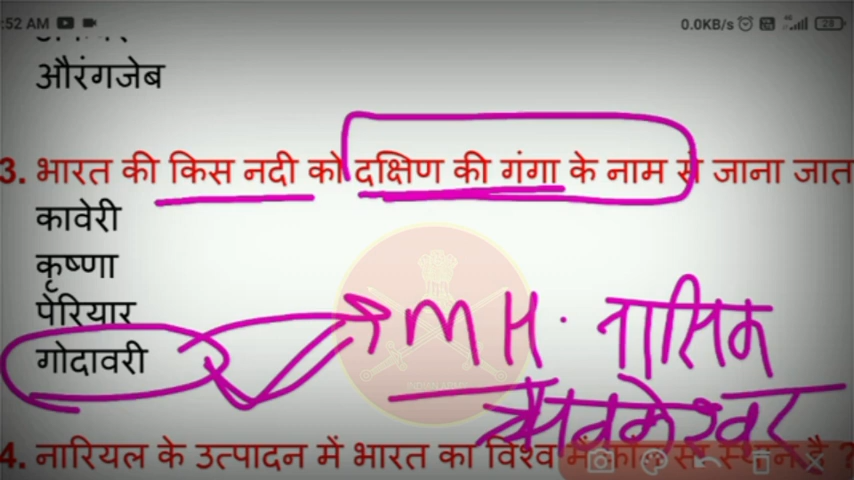 :52 AM 0.0KB/s 29
औरंगजेब
3. भारत की किस नदी को दक्षिण की गंगा के नाम से जाना जात
कावेरी
कृष्णा
पेरियार
गोदावरी
MH. नासिक
त्र्यंबकेश्वर
4. नारियल के उत्पादन में भारत का विश्व में कौन सा स्थान है ?